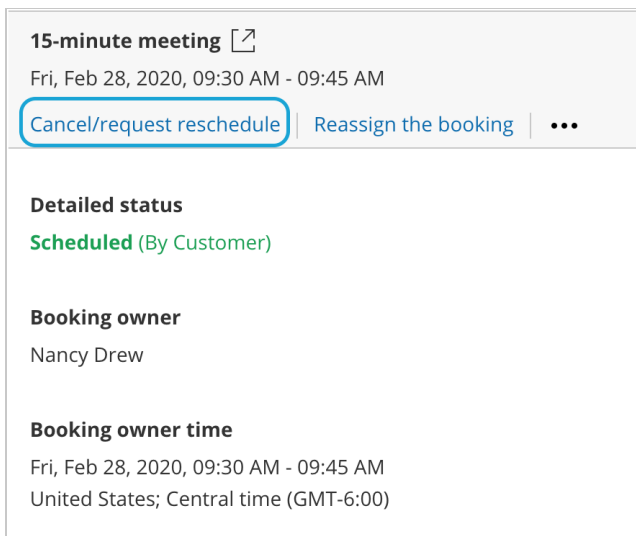 15-minute meeting
Fri, Feb 28, 2020, 09:30 AM - 09:45 AM
Cancel/request reschedule Reassign the booking •••
Detailed status
Scheduled (By Customer)
Booking owner
Nancy Drew
Booking owner time
Fri, Feb 28, 2020, 09:30 AM - 09:45 AM
United States; Central time (GMT-6:00)